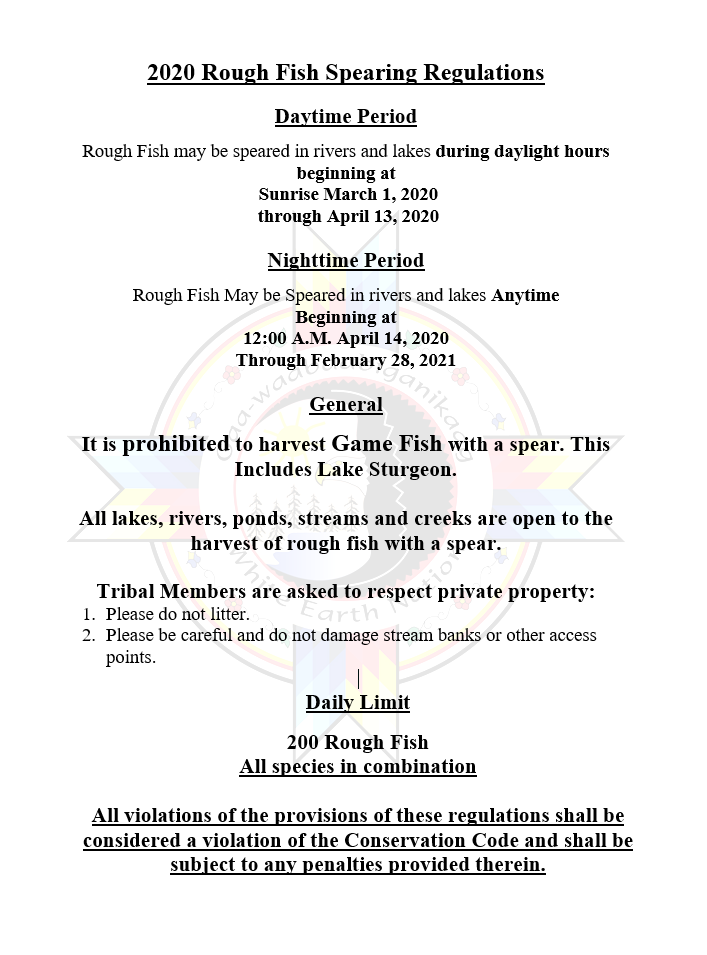 2020 Rough Fish Spearing Regulations
Daytime Period
Rough Fish may be speared in rivers and lakes during daylight hours
beginning at
Sunrise March 1, 2020
through April 13, 2020
Nighttime Period
Rough Fish May be Speared in rivers and lakes Anytime
Beginning at
12:00 A.M. April 14, 2020
Through February 28, 2021
General
It is prohibited to harvest Game Fish with a spear. This
Includes Lake Sturgeon.
All lakes, rivers, ponds, streams and creeks are open to the
harvest of rough fish with a spear.
Tribal Members are asked to respect private property:
1. Please do not litter.
2. Please be careful and do not damage stream banks or other access
points.
Daily Limit
200 Rough Fish
All species in combination
All violations of the provisions of these regulations shall be
considered a violation of the Conservation Code and shall be
subject to any penalties provided therein.
Gaa-waabaabiganikaag
White Earth Nation